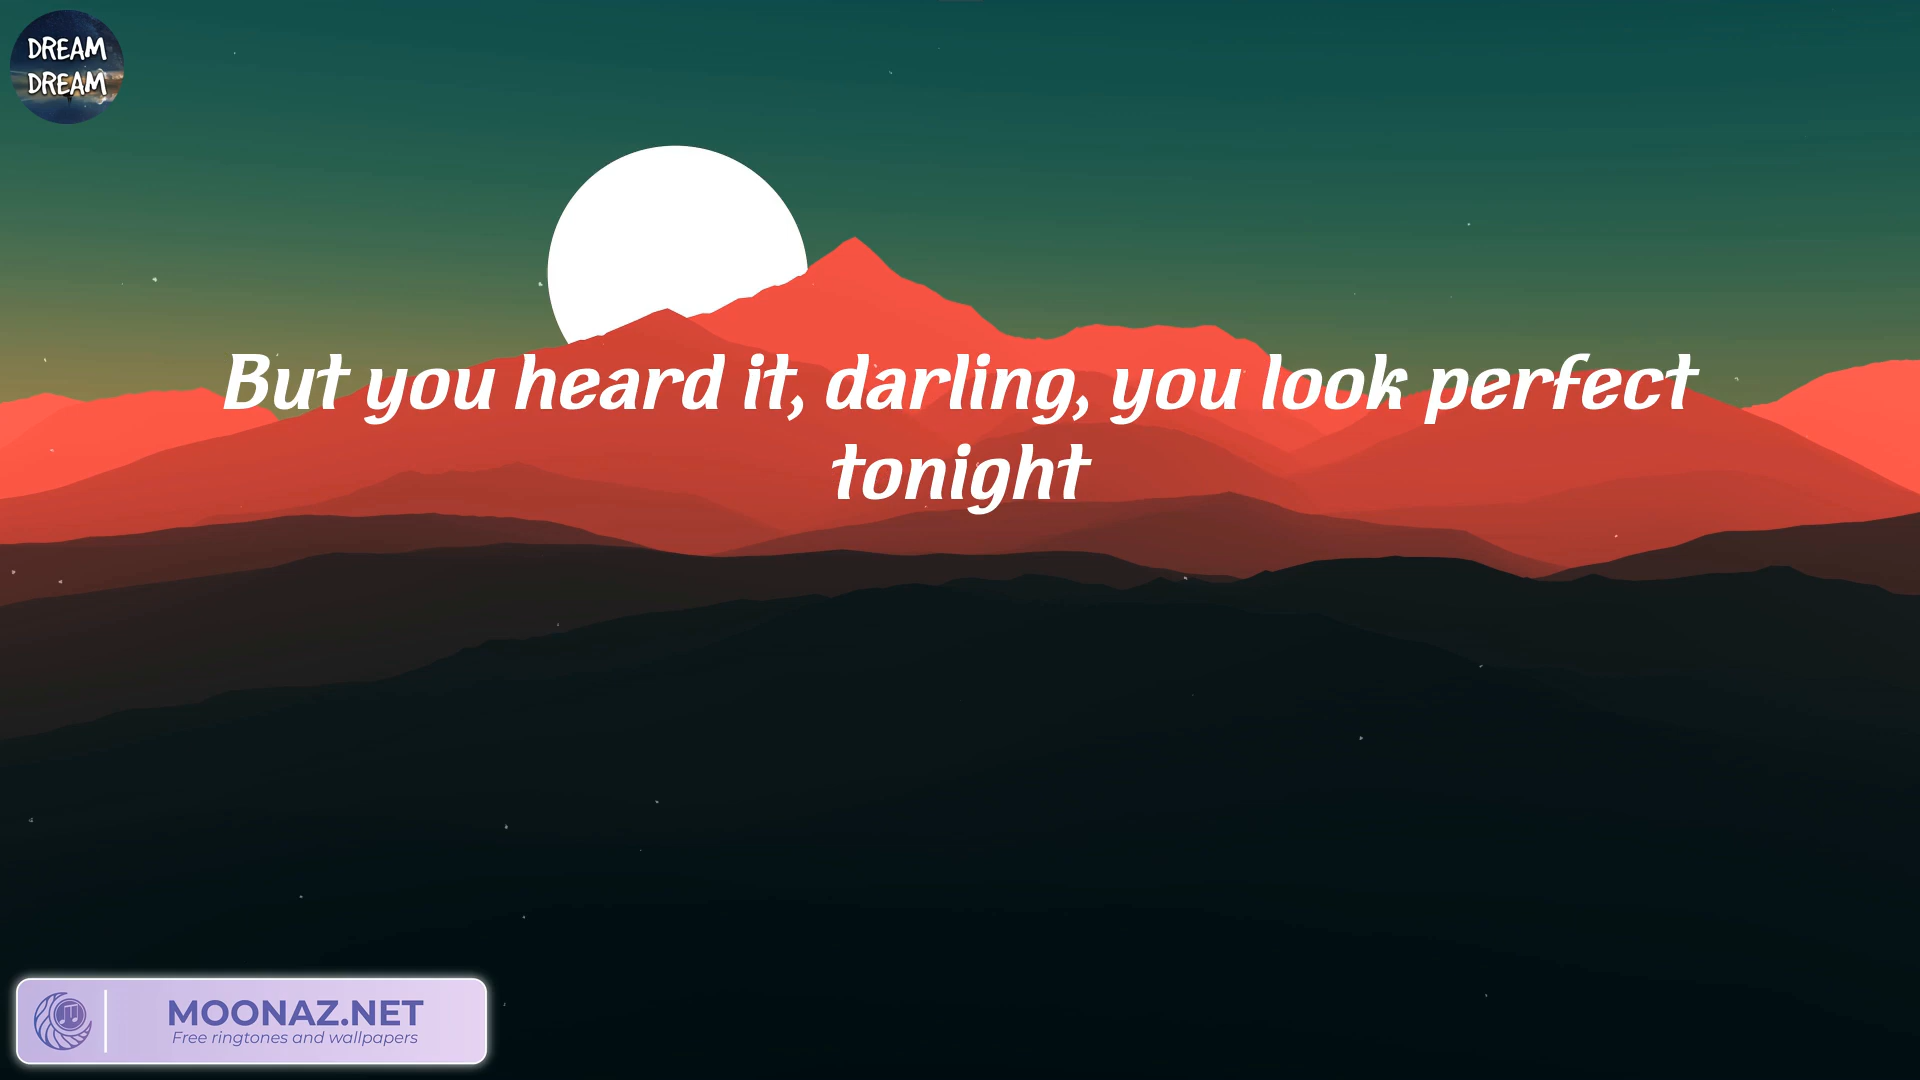 DREAM
DREAM
But you heard it, darling, you look perfect
tonight
MOONAZ.NET
Free ringtones and wallpapers